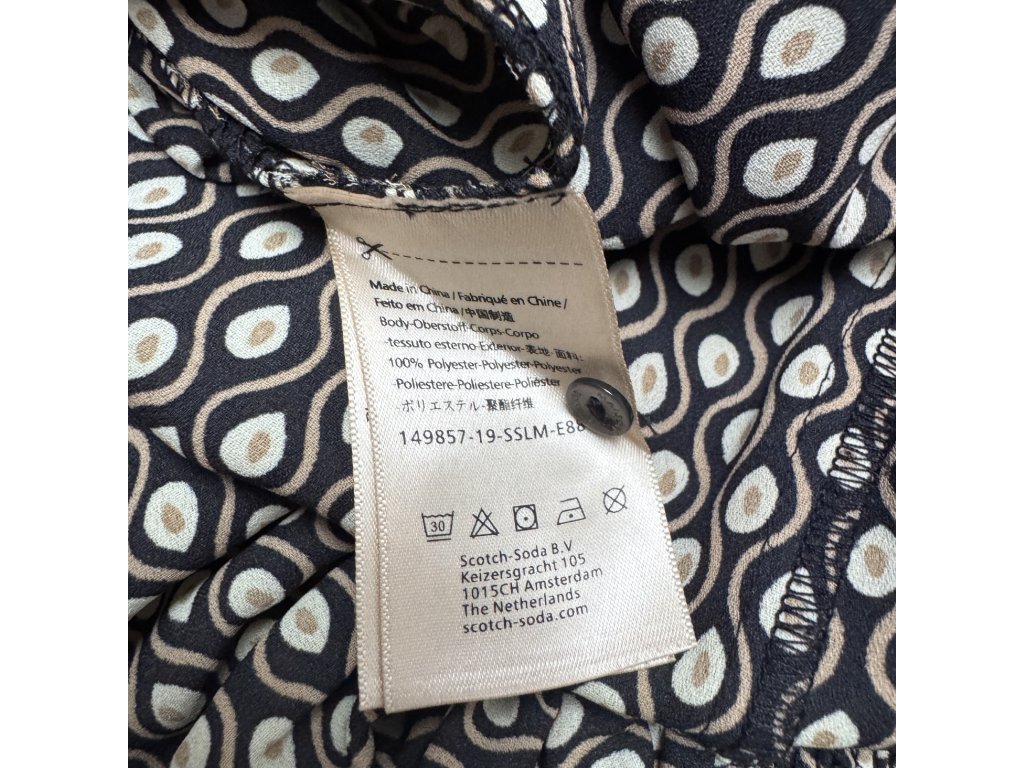 Made in China / Fabriqué en Chine /
Feito em China /中国制造
Body-Oberstoff-Corps-Corpo
-tessuto esterno-Exterior-表地-面料:
100% Polyester-Polyester-Polyester
-Poliestere-Poliestere-Poliéster
-ポリエステル-聚酯纤维
149857-19-SSLM-E88
30
Scotch-Soda B.V
Keizersgracht 105
1015CH Amsterdam
The Netherlands
scotch-soda.com